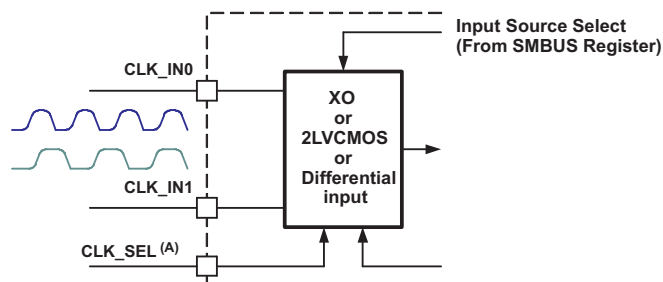 Input Source Select
(From SMBUS Register)
CLK_IN0
XO
or
2LVCMOS
or
Differential
input
CLK_IN1
CLK_SEL (A)